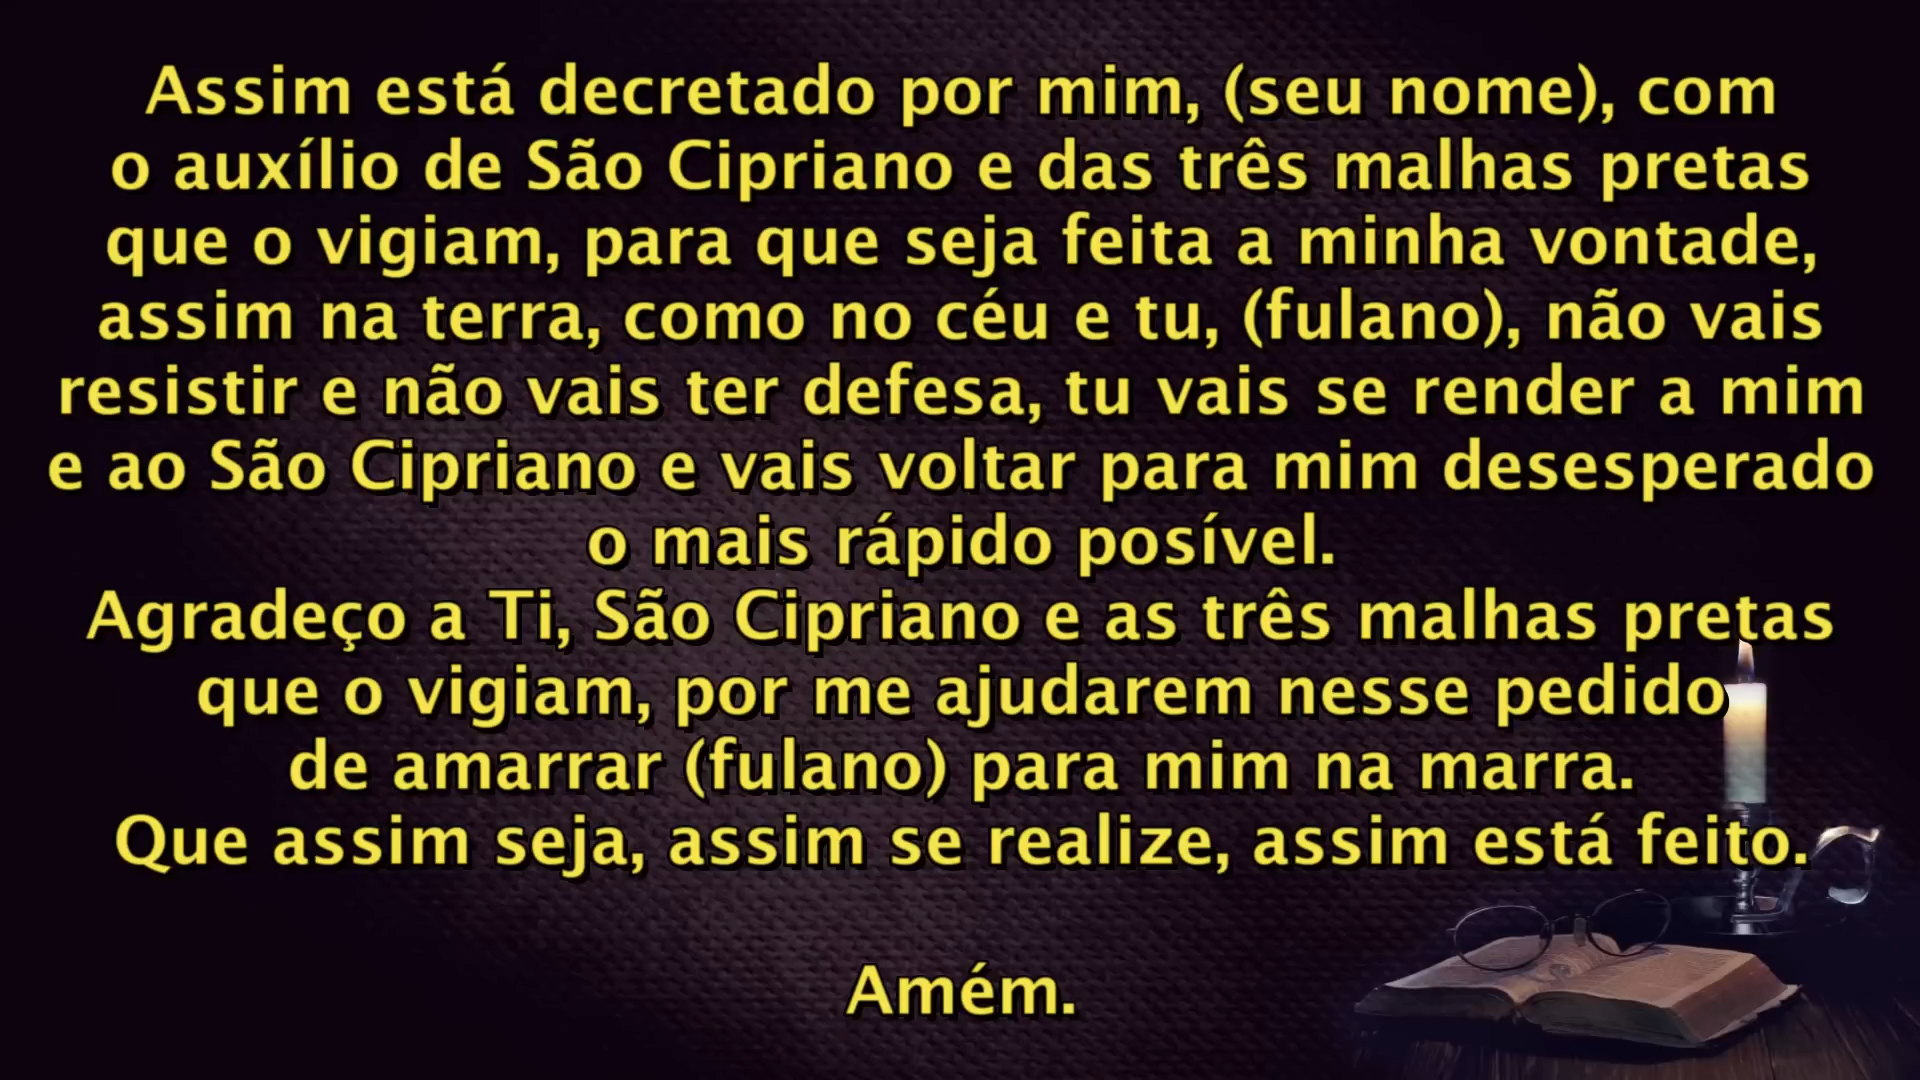 Assim está decretado por mim, (seu nome), com
o auxílio de São Cipriano e das três malhas pretas
que o vigiam, para que seja feita a minha vontade,
assim na terra, como no céu e tu, (fulano), não vais
resistir e não vais ter defesa, tu vais se render a mim
e ao São Cipriano e vais voltar para mim desesperado
o mais rápido posível.
Agradeço a Ti, São Cipriano e as três malhas pretas
que o vigiam, por me ajudarem nesse pedido
de amarrar (fulano) para mim na marra.
Que assim seja, assim se realize, assim está feito.
Amém.